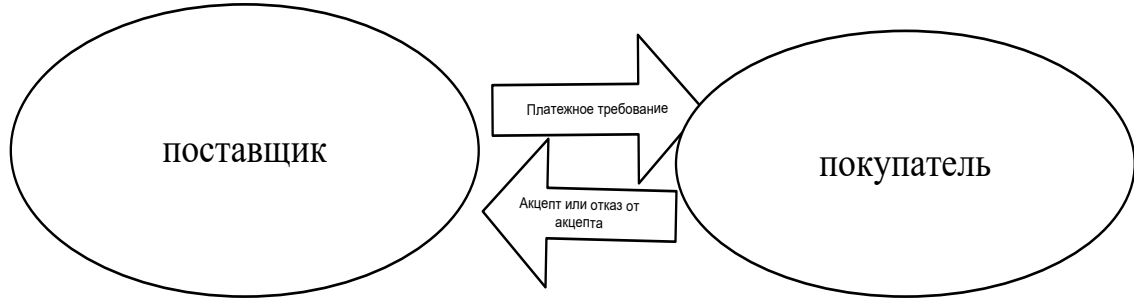 поставщик
Платежное требование
Акцепт или отказ от
акцепта
покупатель